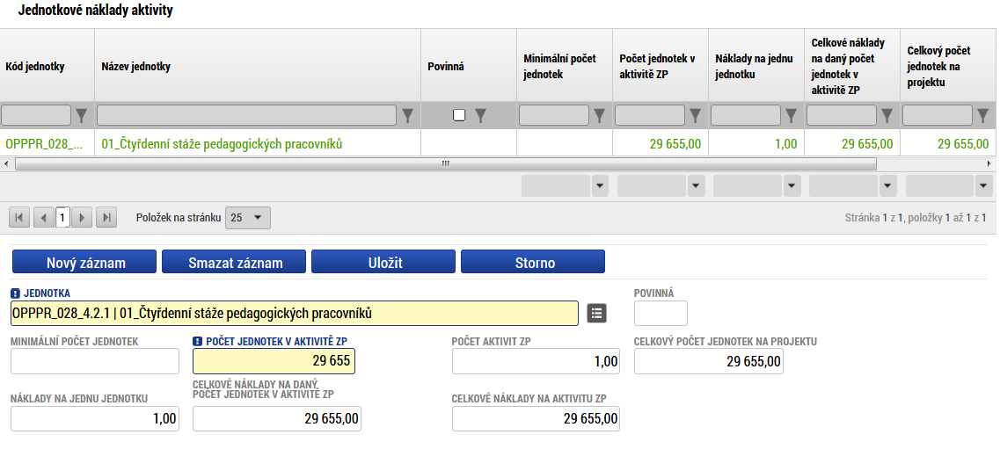 Jednotkové náklady aktivity
Kód jednotky Název jednotky Povinná Minimální počet jednotek Počet jednotek v aktivitě ZP Náklady na jednu jednotku Celkové náklady na daný počet jednotek v aktivitě ZP Celkový počet jednotek na projektu
OPPPR_028_... 01_Čtyřdenní stáže pedagogických pracovníků 29 655,00 1,00 29 655,00 29 655,00
1 Položek na stránku 25 Stránka 1 z 1, položky 1 až 1 z 1
Nový záznam Smazat záznam Uložit Storno
JEDNOTKA POVINNÁ
OPPPR_028_4.2.1 | 01_Čtyřdenní stáže pedagogických pracovníků
MINIMÁLNÍ POČET JEDNOTEK POČET JEDNOTEK V AKTIVITĚ ZP POČET AKTIVIT ZP CELKOVÝ POČET JEDNOTEK NA PROJEKTU
29 655 1,00 29 655,00
NÁKLADY NA JEDNU JEDNOTKU CELKOVÉ NÁKLADY NA DANÝ POČET JEDNOTEK V AKTIVITĚ ZP CELKOVÉ NÁKLADY NA AKTIVITU ZP
1,00 29 655,00 29 655,00